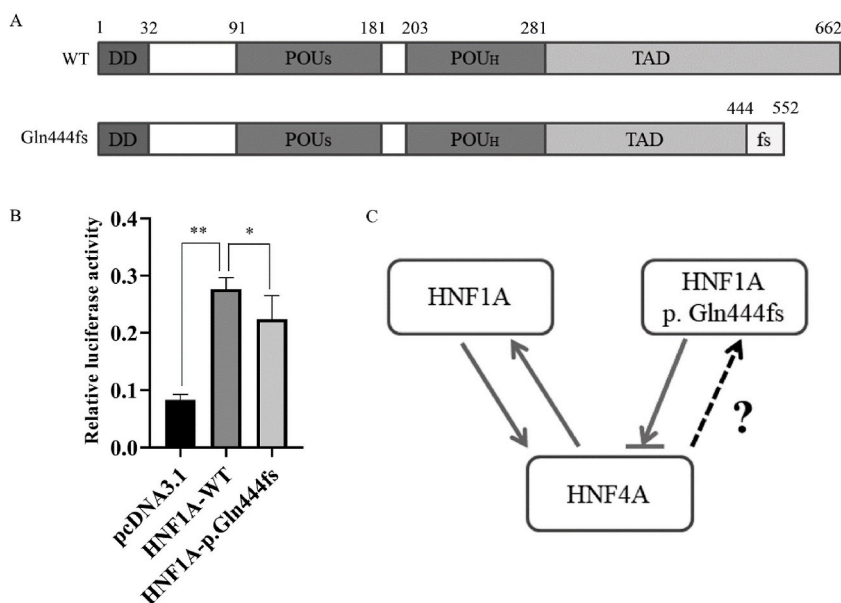 A
1 32 91 181 203 281 662
WT DD POUs POUH TAD
444 552
Gln444fs DD POUs POUH TAD fs
B
Relative luciferase activity
0.4
0.3
0.2
0.1
0.0
** *
pcDNA3.1
HNF1A-WT
HNF1A-p.Gln444fs
C
HNF1A
HNF1A
p. Gln444fs
?
HNF4A